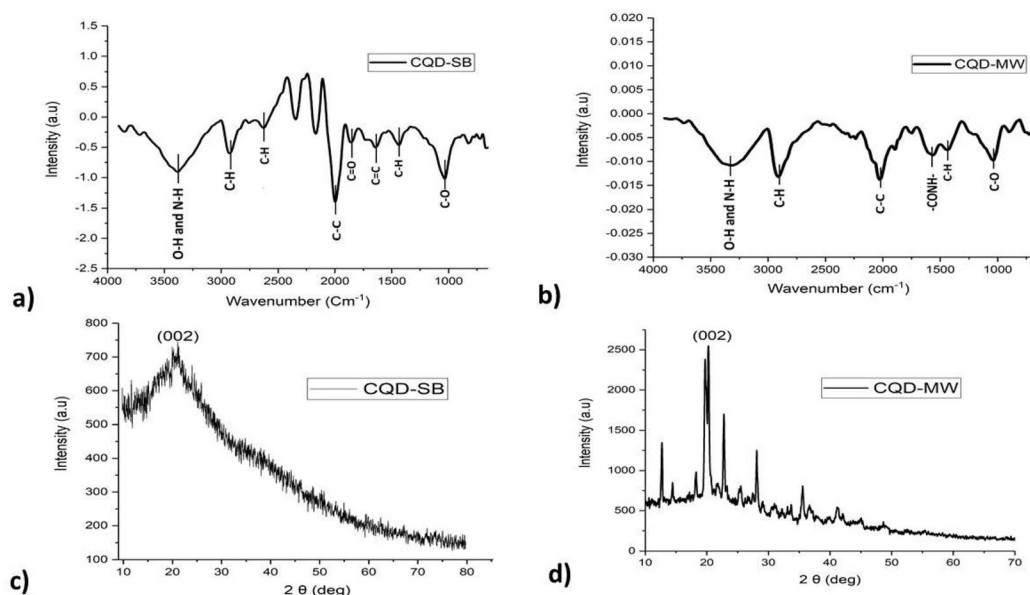 1.5
1.0
0.5
0.0
-0.5
-1.0
-1.5
-2.0
-2.5
Intensity (a.u)
CQD-SB
O-H and N-H
C-H
C-H
C-C
C=O
C=C
C-H
C-O
4000 3500 3000 2500 2000 1500 1000
Wavenumber (Cm-1)
a)
0.020
0.015
0.010
0.005
0.000
-0.005
-0.010
-0.015
-0.020
-0.025
-0.030
Intensity (a.u)
CQD-MW
O-H and N-H
C-H
C-C
-CONH-
C-H
C-O
4000 3500 3000 2500 2000 1500 1000
Wavenumber (cm-1)
b)
800
700
600
500
400
300
200
100
Intensity (a.u)
(002)
CQD-SB
10 20 30 40 50 60 70 80
2 θ (deg)
c)
2500
2000
1500
1000
500
0
Intensity (a.u)
(002)
CQD-MW
10 20 30 40 50 60 70
2 θ (deg)
d)